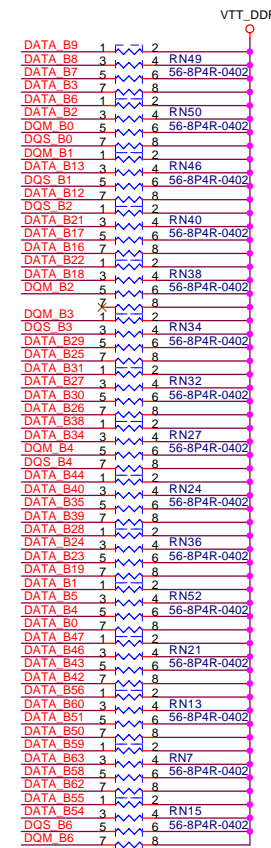 VTT_DDR
DATA_B9 1 2
DATA_B8 3 4 RN49
DATA_B7 5 6 56-8P4R-0402
DATA_B3 7 8
DATA_B6 1 2
DATA_B2 3 4 RN50
DQM_B0 5 6 56-8P4R-0402
DQS_B0 7 8
DQM_B1 1 2
DATA_B13 3 4 RN46
DQS_B1 5 6 56-8P4R-0402
DATA_B12 7 8
DQS_B2 1 2
DATA_B21 3 4 RN40
DATA_B17 5 6 56-8P4R-0402
DATA_B16 7 8
DATA_B22 1 2
DATA_B18 3 4 RN38
DQM_B2 5 6 56-8P4R-0402
7 8
DQM_B3 1 2
DQS_B3 3 4 RN34
DATA_B29 5 6 56-8P4R-0402
DATA_B25 7 8
DATA_B31 1 2
DATA_B27 3 4 RN32
DATA_B30 5 6 56-8P4R-0402
DATA_B26 7 8
DATA_B38 1 2
DATA_B34 3 4 RN27
DQM_B4 5 6 56-8P4R-0402
DQS_B4 7 8
DATA_B44 1 2
DATA_B40 3 4 RN24
DATA_B35 5 6 56-8P4R-0402
DATA_B39 7 8
DATA_B28 1 2
DATA_B24 3 4 RN36
DATA_B23 5 6 56-8P4R-0402
DATA_B19 7 8
DATA_B1 1 2
DATA_B5 3 4 RN52
DATA_B4 5 6 56-8P4R-0402
DATA_B0 7 8
DATA_B47 1 2
DATA_B46 3 4 RN21
DATA_B43 5 6 56-8P4R-0402
DATA_B42 7 8
DATA_B56 1 2
DATA_B60 3 4 RN13
DATA_B51 5 6 56-8P4R-0402
DATA_B50 7 8
DATA_B59 1 2
DATA_B63 3 4 RN7
DATA_B58 5 6 56-8P4R-0402
DATA_B62 7 8
DATA_B55 1 2
DATA_B54 3 4 RN15
DQS_B6 5 6 56-8P4R-0402
DQM_B6 7 8